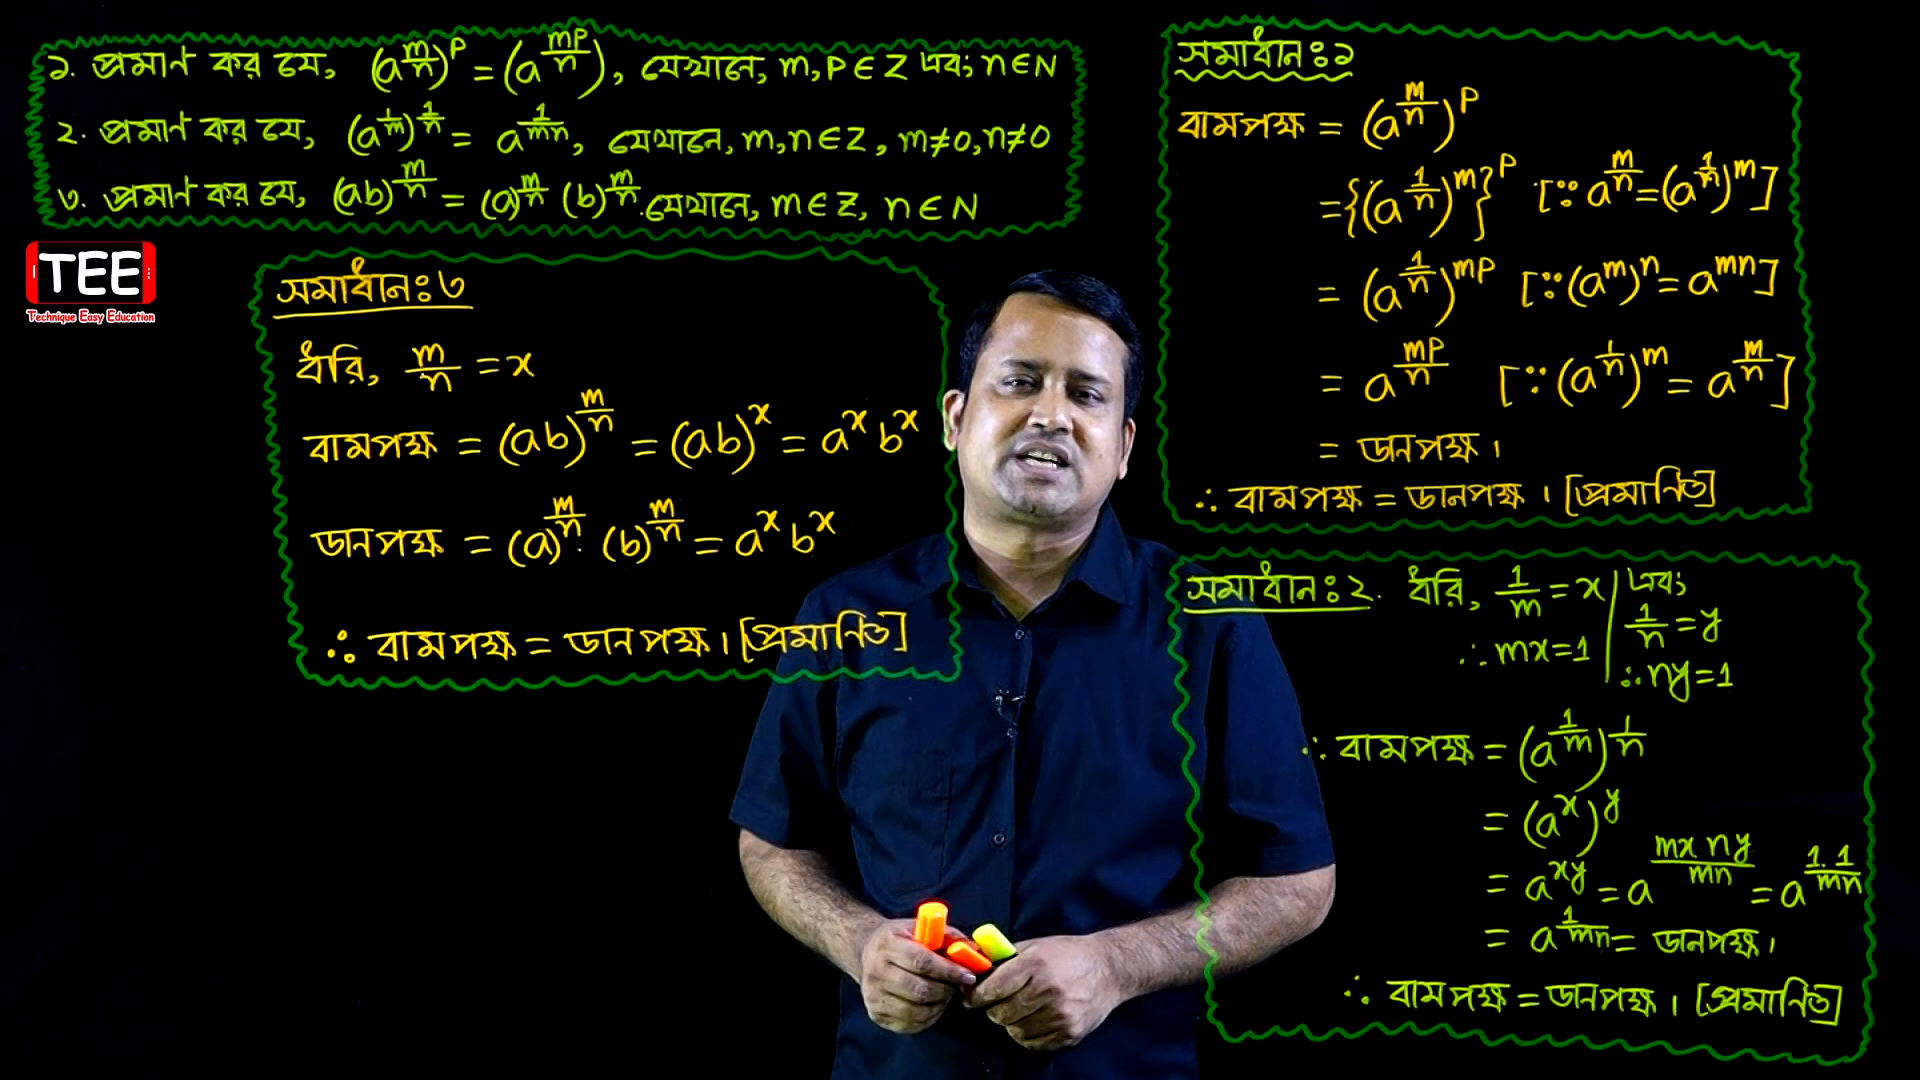 ১. প্রমাণ কর যে, (a^{m/n})^P = (a^{mP/n}), যেখানে, m, P ∈ Z এবং n ∈ N
২. প্রমাণ কর যে, (a^{1/m})^{1/n} = a^{1/mn}, যেখানে, m, n ∈ Z, m ≠ 0, n ≠ 0
৩. প্রমাণ কর যে, (ab)^{m/n} = (a)^{m/n} (b)^{m/n}. যেখানে, m ∈ Z, n ∈ N
TEE
Technique Easy Education
সমাধানঃ ১
বামপক্ষ = (a^{m/n})^P
= {(a^{1/n})^m}^P [∵ a^{m/n} = (a^{1/n})^m]
= (a^{1/n})^{mP} [∵ (a^m)^n = a^{mn}]
= a^{mP/n} [∵ (a^{1/n})^m = a^{m/n}]
= ডানপক্ষ।
∴ বামপক্ষ = ডানপক্ষ। [প্রমাণিত]
সমাধানঃ ২. ধরি, 1/m = x | এবং
∴ mx = 1 | 1/n = y
∴ ny = 1
∴ বামপক্ষ = (a^{1/m})^{1/n}
= (a^x)^y
= a^{xy} = a^{mx ny/mn} = a^{1.1/mn}
= a^{1/mn} = ডানপক্ষ।
∴ বামপক্ষ = ডানপক্ষ। [প্রমানিত]
সমাধানঃ ৩
ধরি, m/n = x
বামপক্ষ = (ab)^{m/n} = (ab)^x = a^x b^x
ডানপক্ষ = (a)^{m/n}. (b)^{m/n} = a^x b^x
∴ বামপক্ষ = ডানপক্ষ। [প্রমানিত]